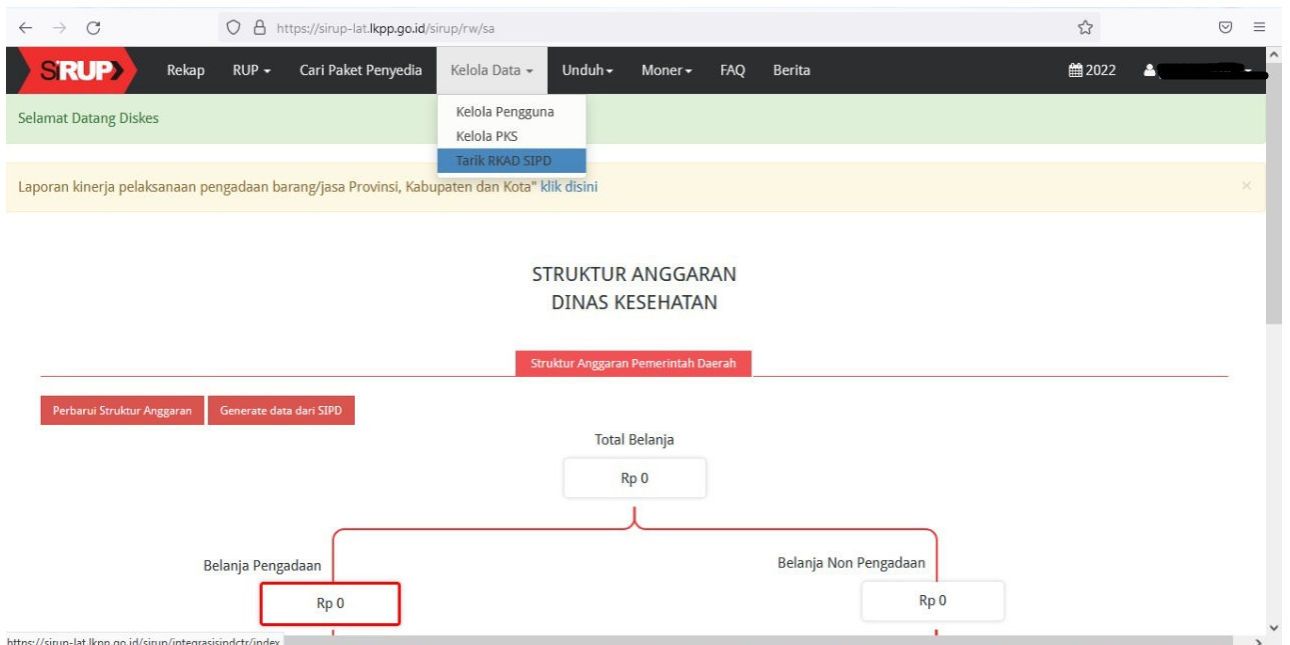 https://sirup-lat.lkpp.go.id/sirup/rw/sa
SiRUP Rekap RUP Cari Paket Penyedia Kelola Data Unduh Moner FAQ Berita 2022
Selamat Datang Diskes
Kelola Pengguna
Kelola PKS
Tarik RKAD SIPD
Laporan kinerja pelaksanaan pengadaan barang/jasa Provinsi, Kabupaten dan Kota" klik disini
STRUKTUR ANGGARAN
DINAS KESEHATAN
Struktur Anggaran Pemerintah Daerah
Perbarui Struktur Anggaran Generate data dari SIPD
Total Belanja
Rp 0
Belanja Pengadaan Belanja Non Pengadaan
Rp 0 Rp 0
https://sirup-lat.lkpp.go.id/sirup/integrasisipdctr/index